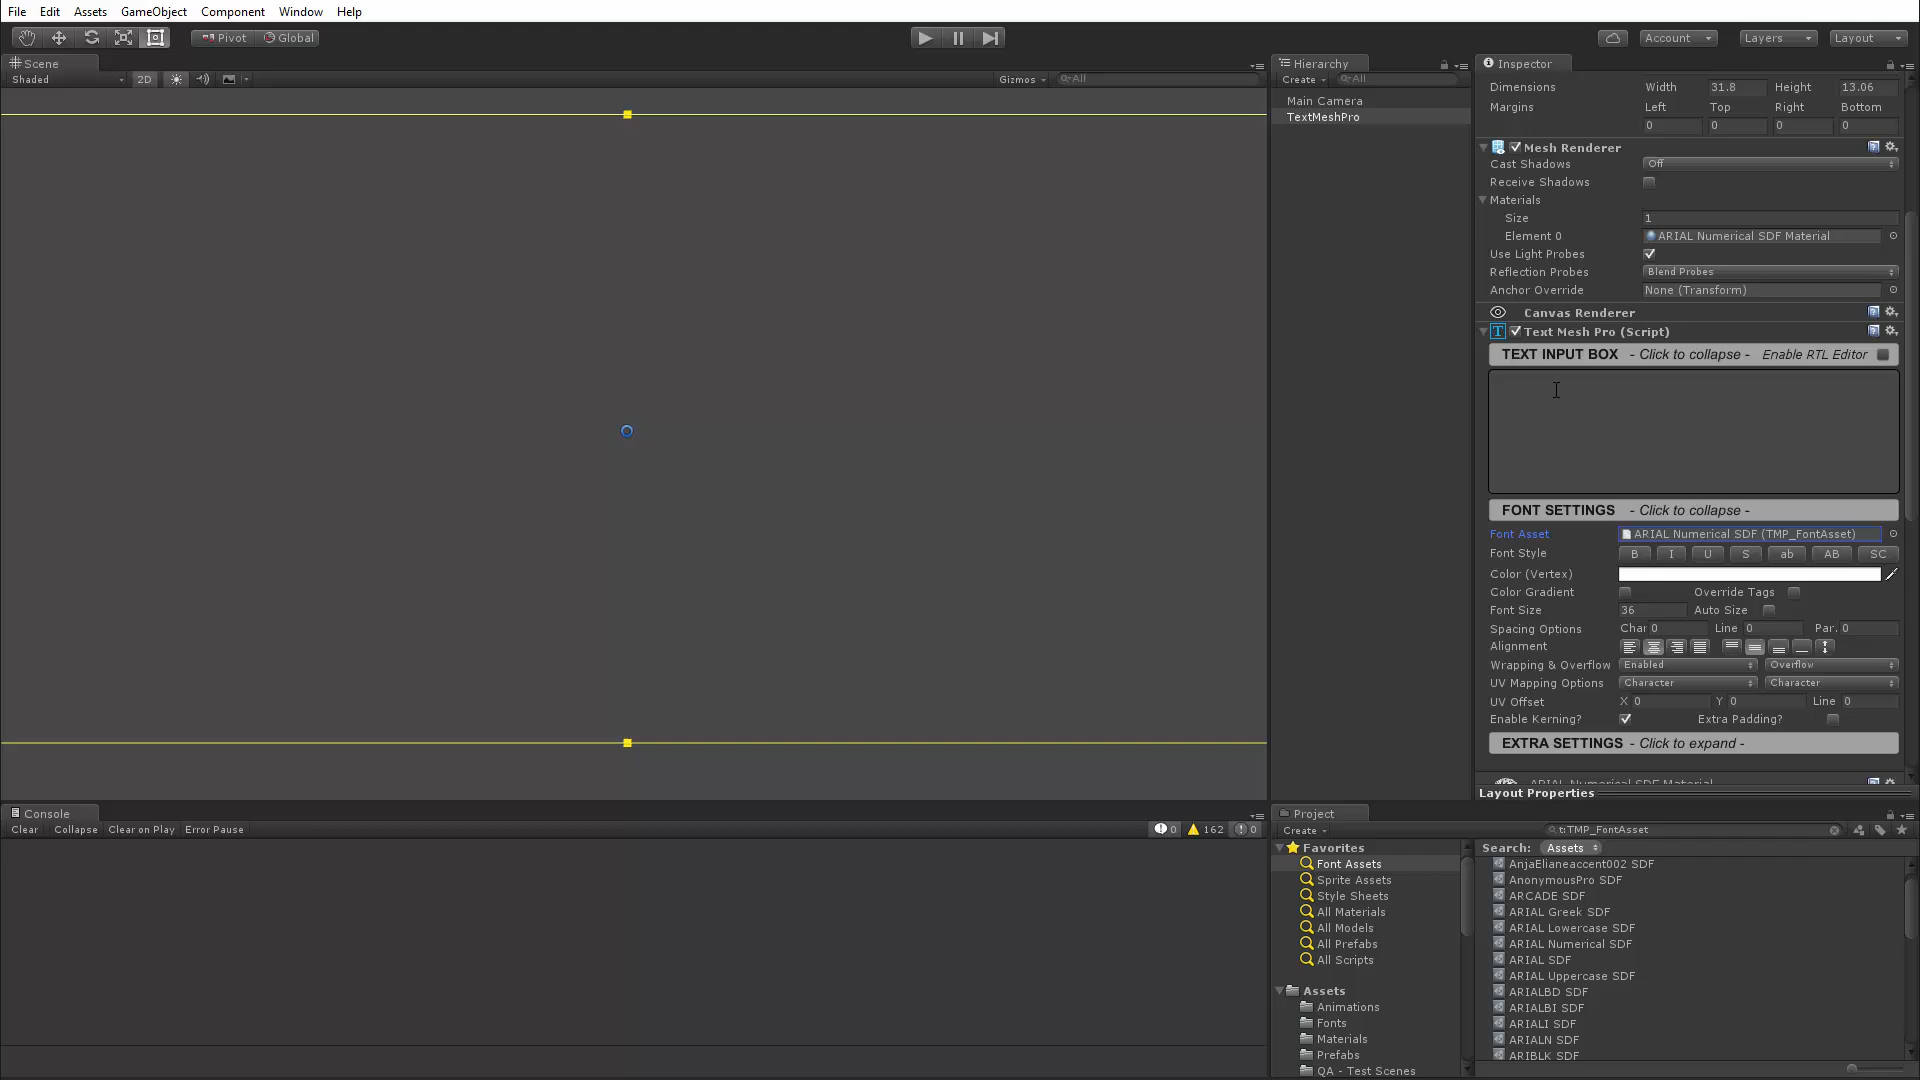 File Edit Assets GameObject Component Window Help
Pivot Global Account Layers Layout
Scene
Shaded 2D Gizmos All
Hierarchy
Create All
Main Camera
TextMeshPro
Inspector
Dimensions Width 31.8 Height 13.06
Margins Left Top Right Bottom
0 0 0 0
Mesh Renderer
Cast Shadows Off
Receive Shadows
Materials
Size 1
Element 0 ARIAL Numerical SDF Material
Use Light Probes
Reflection Probes Blend Probes
Anchor Override None (Transform)
Canvas Renderer
Text Mesh Pro (Script)
TEXT INPUT BOX - Click to collapse - Enable RTL Editor
FONT SETTINGS - Click to collapse -
Font Asset ARIAL Numerical SDF (TMP_FontAsset)
Font Style B I U S ab AB SC
Color (Vertex)
Color Gradient Override Tags
Font Size 36 Auto Size
Spacing Options Char 0 Line 0 Par. 0
Alignment
Wrapping & Overflow Enabled Overflow
UV Mapping Options Character Character
UV Offset X 0 Y 0 Line 0
Enable Kerning? Extra Padding?
EXTRA SETTINGS - Click to expand -
ARIAL Numerical SDF Material
Layout Properties
Console
Clear Collapse Clear on Play Error Pause 0 162 0
Project
Create t:TMP_FontAsset
Favorites
Font Assets
Sprite Assets
Style Sheets
All Materials
All Models
All Prefabs
All Scripts
Assets
Animations
Fonts
Materials
Prefabs
QA - Test Scenes
Search: Assets
AnjaElianeaccent002 SDF
AnonymousPro SDF
ARCADE SDF
ARIAL Greek SDF
ARIAL Lowercase SDF
ARIAL Numerical SDF
ARIAL SDF
ARIAL Uppercase SDF
ARIALBD SDF
ARIALBI SDF
ARIALI SDF
ARIALN SDF
ARIBLK SDF